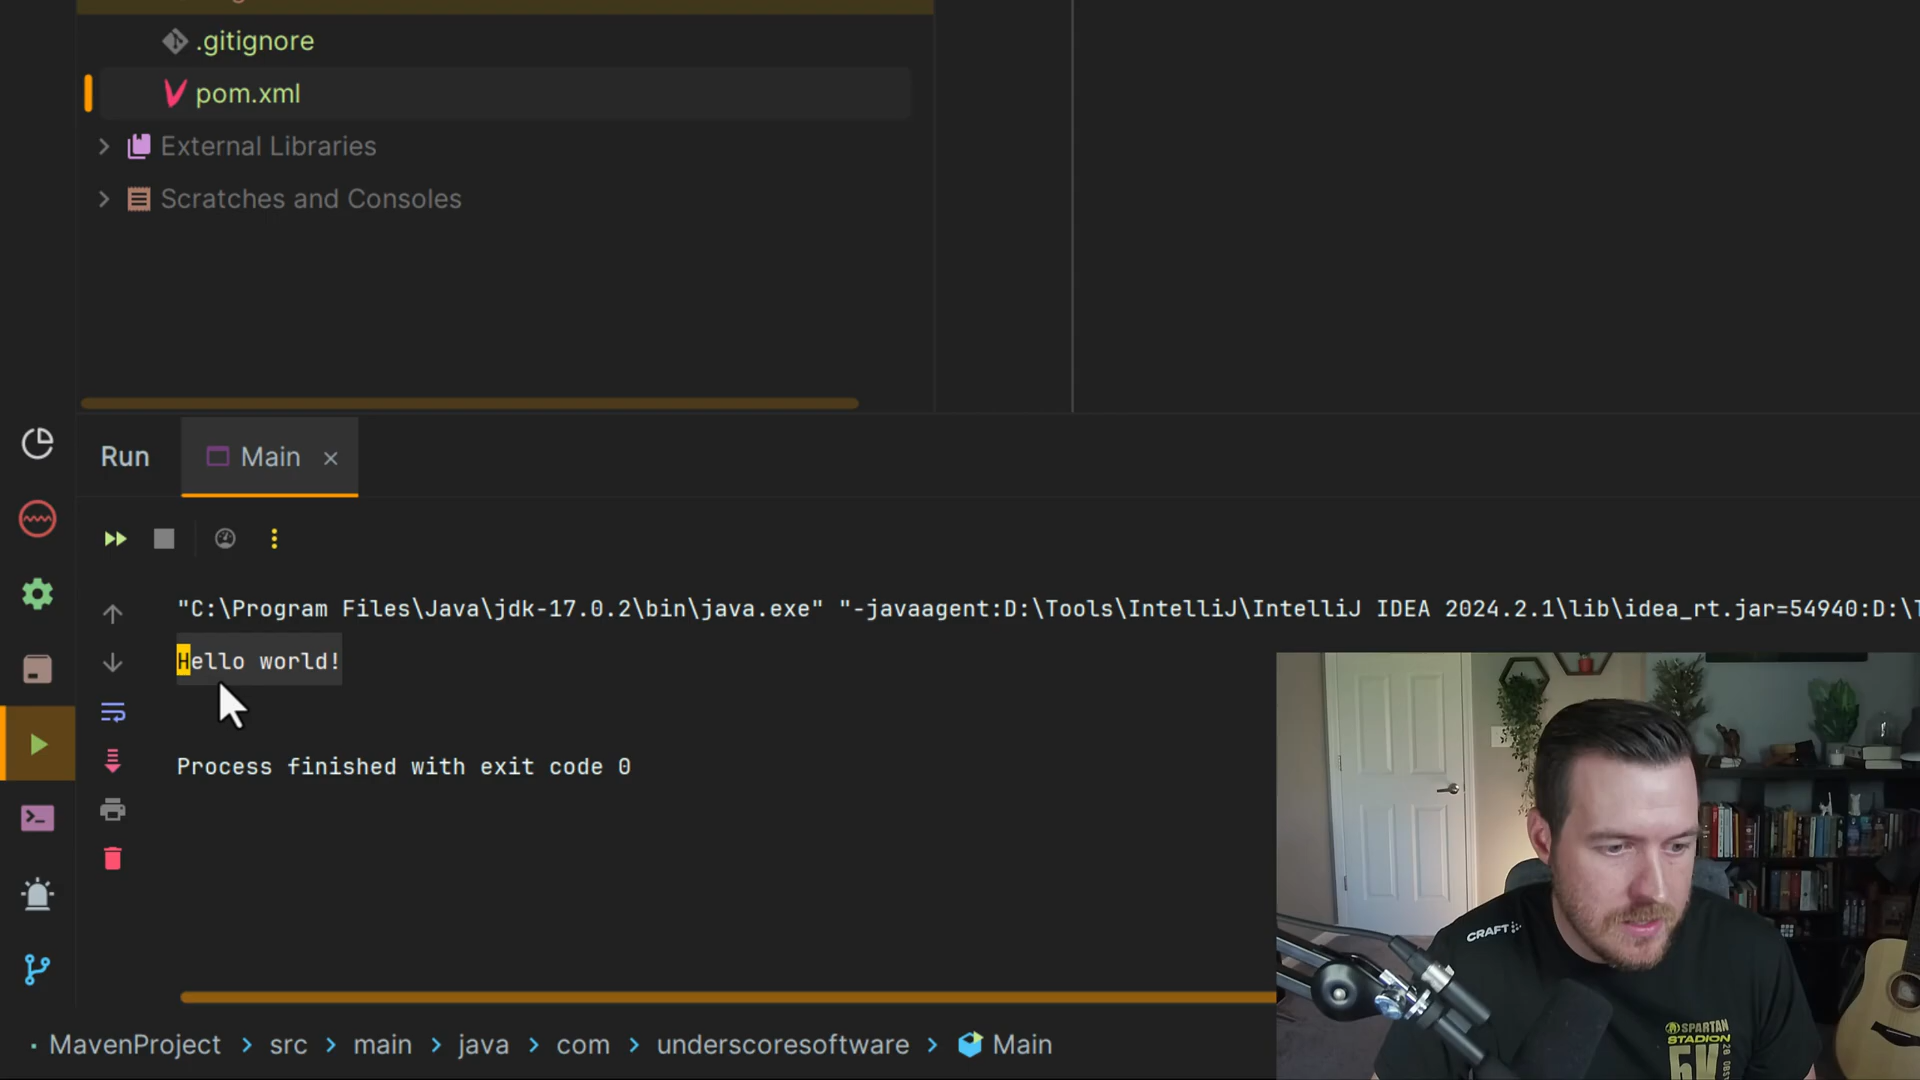 .gitignore
pom.xml
External Libraries
Scratches and Consoles
Run
Main
"C:\Program Files\Java\jdk-17.0.2\bin\java.exe" "-javaagent:D:\Tools\IntelliJ\IntelliJ IDEA 2024.2.1\lib\idea_rt.jar=54940:D:\
Hello world!
Process finished with exit code 0
CRAFT
SPARTAN
STADION
5K
MavenProject > src > main > java > com > underscoresoftware > Main